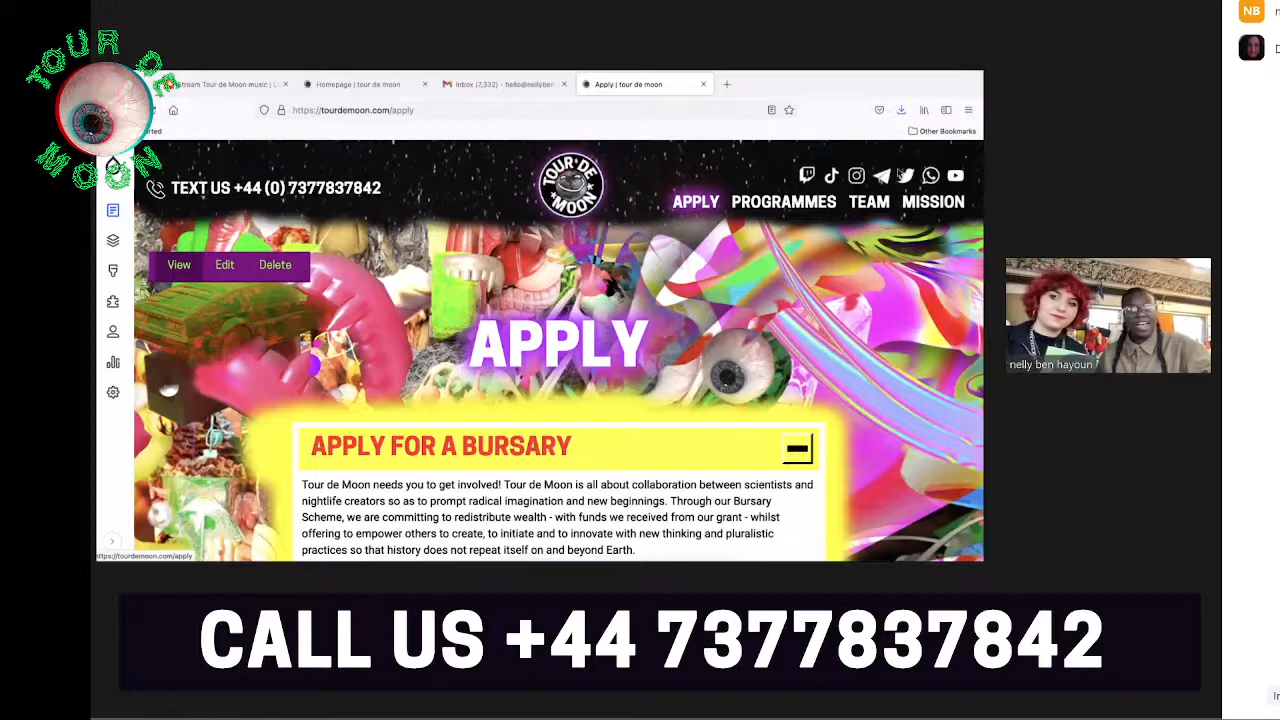 NB
TOUR DE
MOON
Homepage | tour de moon
Inbox (7,332) - hello@nellyben
Apply | tour de moon
https://tourdemoon.com/apply
Other Bookmarks
TEXT US +44 (0) 7377837842
TOUR DE
MOON
APPLY PROGRAMMES TEAM MISSION
View Edit Delete
APPLY
APPLY FOR A BURSARY
Tour de Moon needs you to get involved! Tour de Moon is all about collaboration between scientists and
nightlife creators so as to prompt radical imagination and new beginnings. Through our Bursary
Scheme, we are committing to redistribute wealth - with funds we received from our grant - whilst
offering to empower others to create, to initiate and to innovate with new thinking and pluralistic
practices so that history does not repeat itself on and beyond Earth.
https://tourdemoon.com/apply
nelly ben hayoun
CALL US +44 7377837842